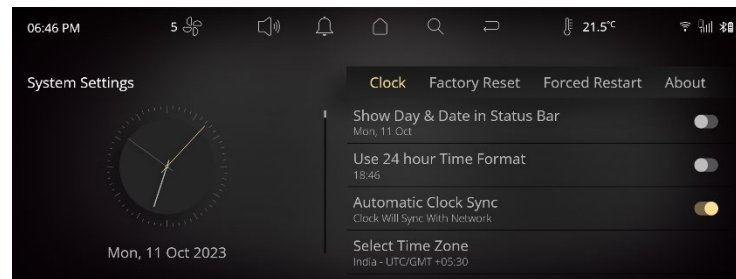 06:46 PM 5 21.5°C
System Settings
Clock Factory Reset Forced Restart About
Show Day & Date in Status Bar
Mon, 11 Oct
Use 24 hour Time Format
18:46
Automatic Clock Sync
Clock Will Sync With Network
Select Time Zone
India - UTC/GMT +05:30
Mon, 11 Oct 2023